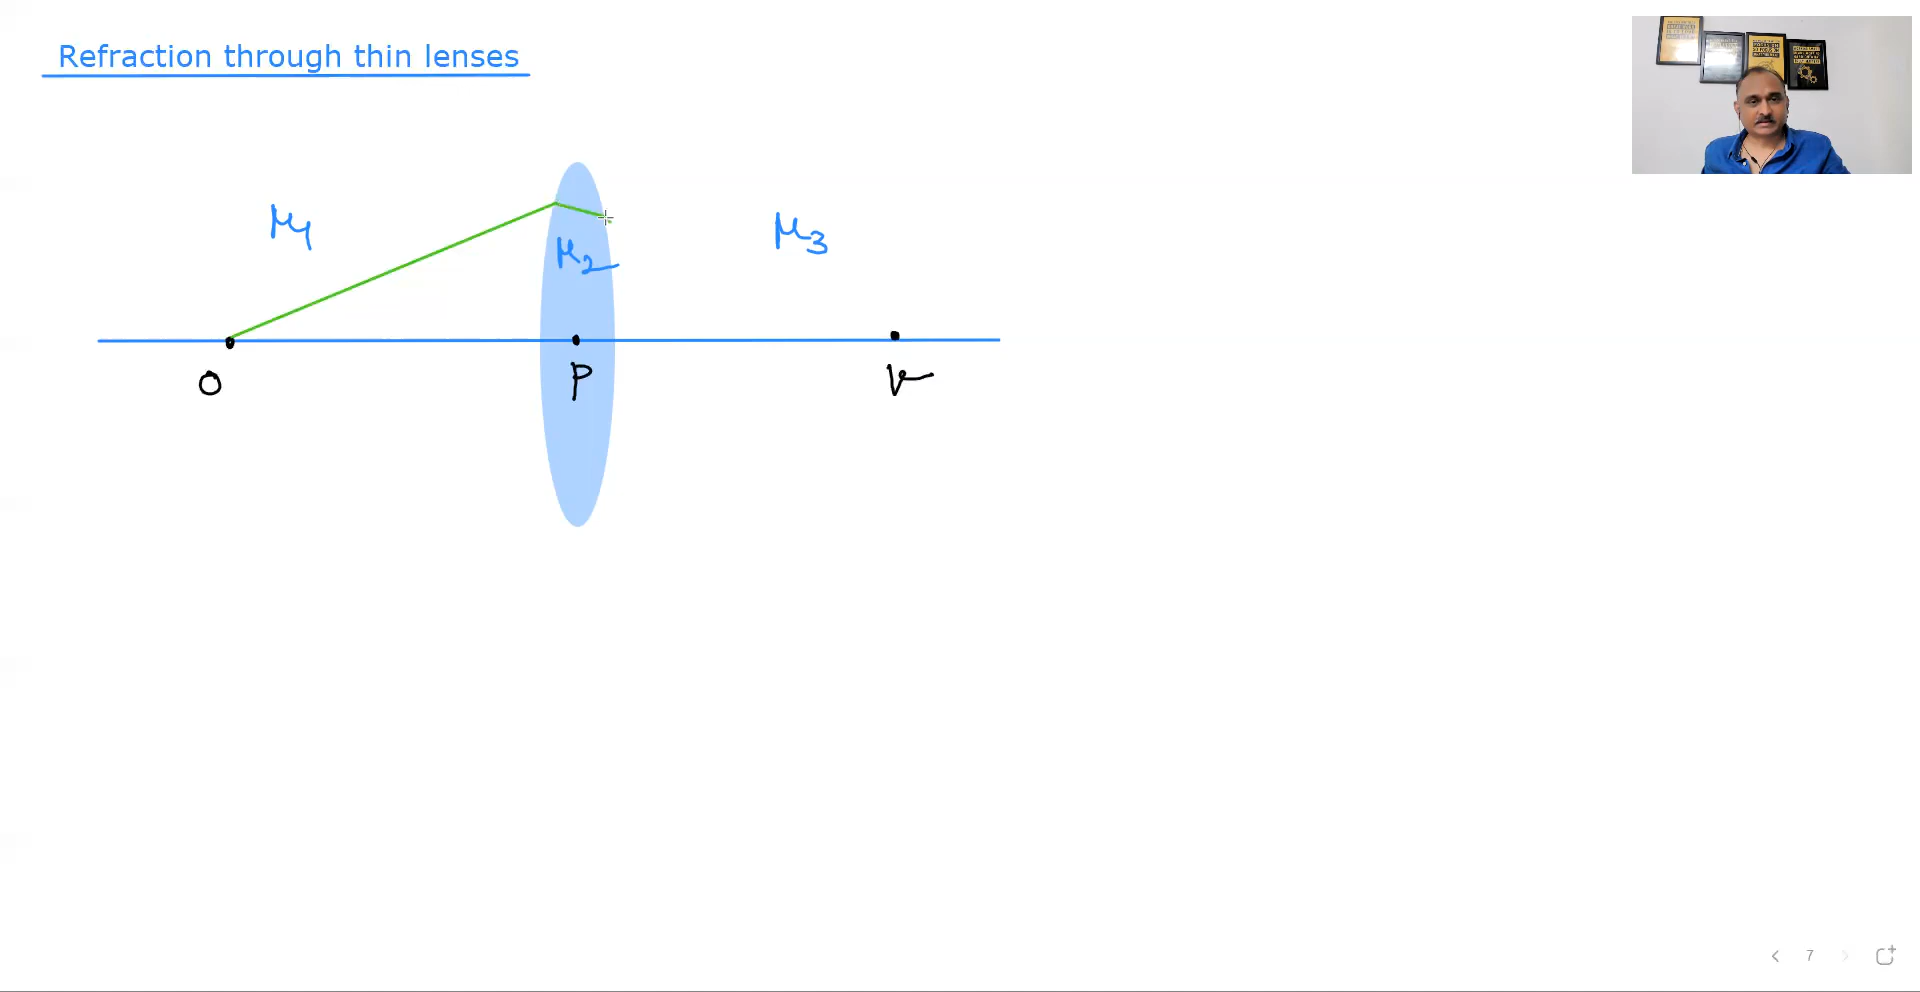 Refraction through thin lenses
μ1
μ2
μ3
O
P
7